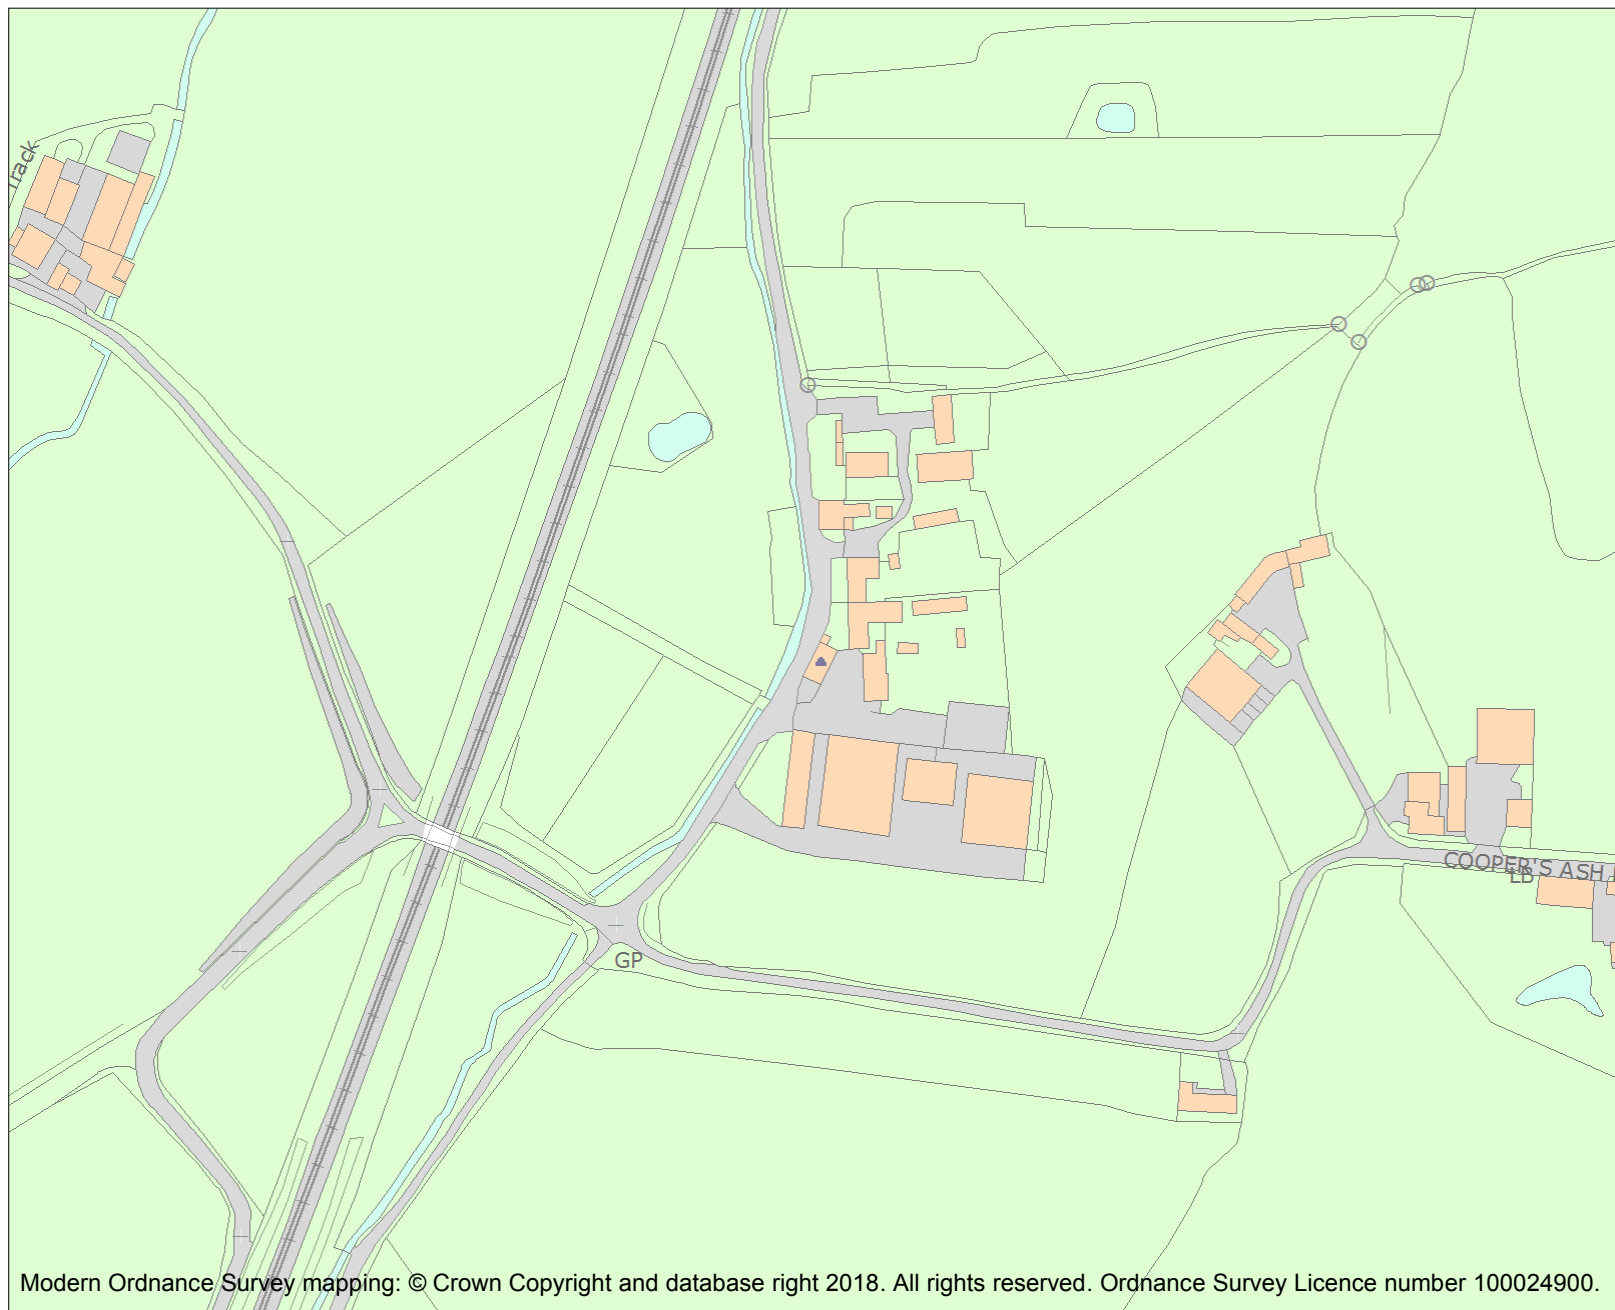 Track
COOPER'S ASH
LB
GP
Modern Ordnance Survey mapping: © Crown Copyright and database right 2018. All rights reserved. Ordnance Survey Licence number 100024900.